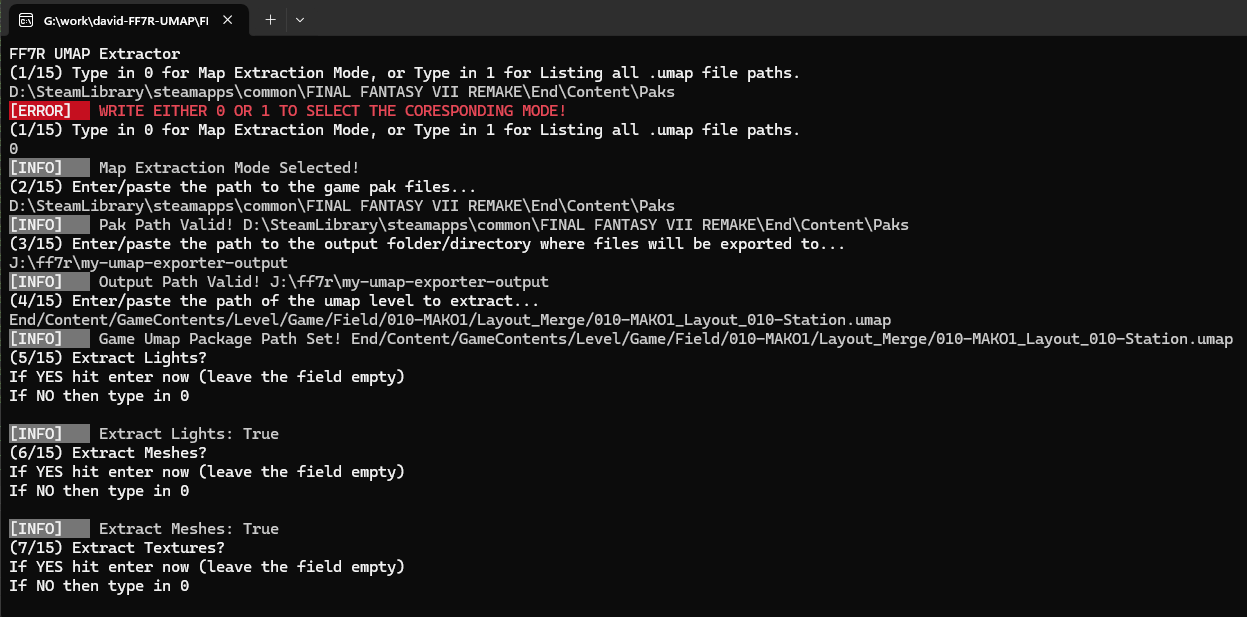 G:\work\david-FF7R-UMAP\Fl
FF7R UMAP Extractor
(1/15) Type in 0 for Map Extraction Mode, or Type in 1 for Listing all .umap file paths.
D:\SteamLibrary\steamapps\common\FINAL FANTASY VII REMAKE\End\Content\Paks
[ERROR] WRITE EITHER 0 OR 1 TO SELECT THE CORESPONDING MODE!
(1/15) Type in 0 for Map Extraction Mode, or Type in 1 for Listing all .umap file paths.
0
[INFO] Map Extraction Mode Selected!
(2/15) Enter/paste the path to the game pak files...
D:\SteamLibrary\steamapps\common\FINAL FANTASY VII REMAKE\End\Content\Paks
[INFO] Pak Path Valid! D:\SteamLibrary\steamapps\common\FINAL FANTASY VII REMAKE\End\Content\Paks
(3/15) Enter/paste the path to the output folder/directory where files will be exported to...
J:\ff7r\my-umap-exporter-output
[INFO] Output Path Valid! J:\ff7r\my-umap-exporter-output
(4/15) Enter/paste the path of the umap level to extract...
End/Content/GameContents/Level/Game/Field/010-MAKO1/Layout_Merge/010-MAKO1_Layout_010-Station.umap
[INFO] Game Umap Package Path Set! End/Content/GameContents/Level/Game/Field/010-MAKO1/Layout_Merge/010-MAKO1_Layout_010-Station.umap
(5/15) Extract Lights?
If YES hit enter now (leave the field empty)
If NO then type in 0
[INFO] Extract Lights: True
(6/15) Extract Meshes?
If YES hit enter now (leave the field empty)
If NO then type in 0
[INFO] Extract Meshes: True
(7/15) Extract Textures?
If YES hit enter now (leave the field empty)
If NO then type in 0